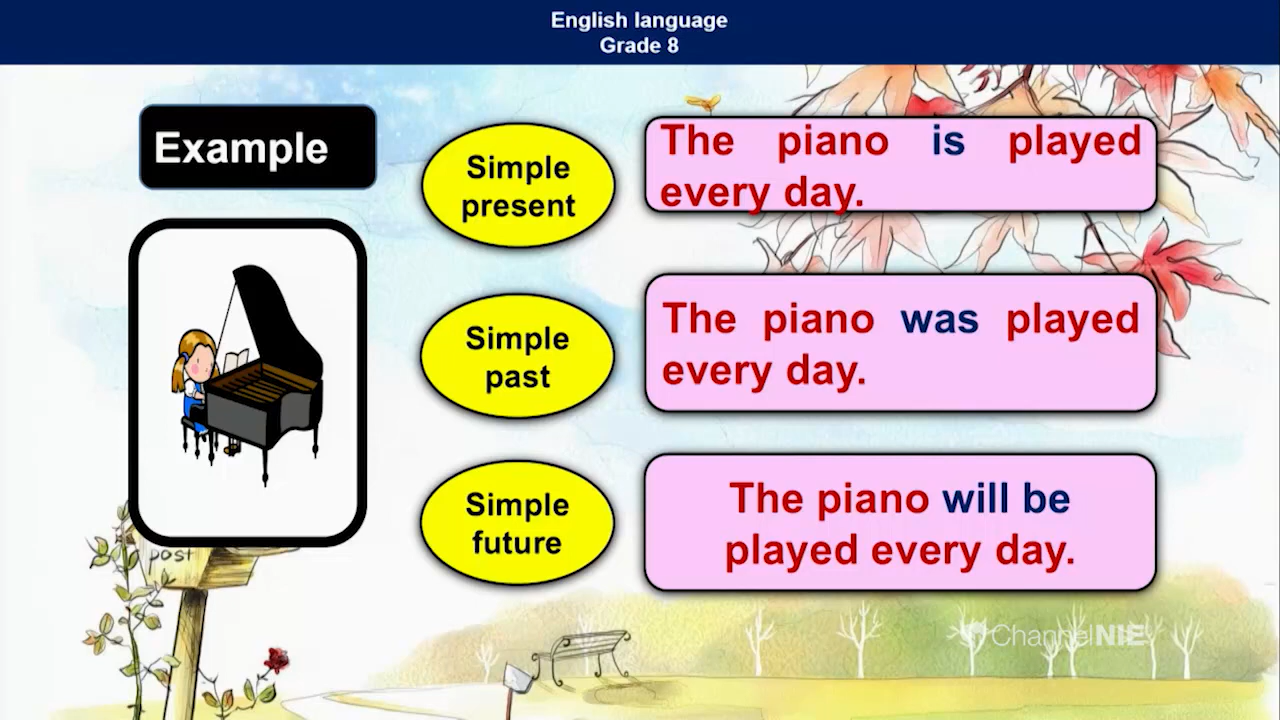 English language
Grade 8
Example
Simple
present
The piano is played
every day.
Simple
past
The piano was played
every day.
Simple
future
The piano will be
played every day.
post
ChannelNIE